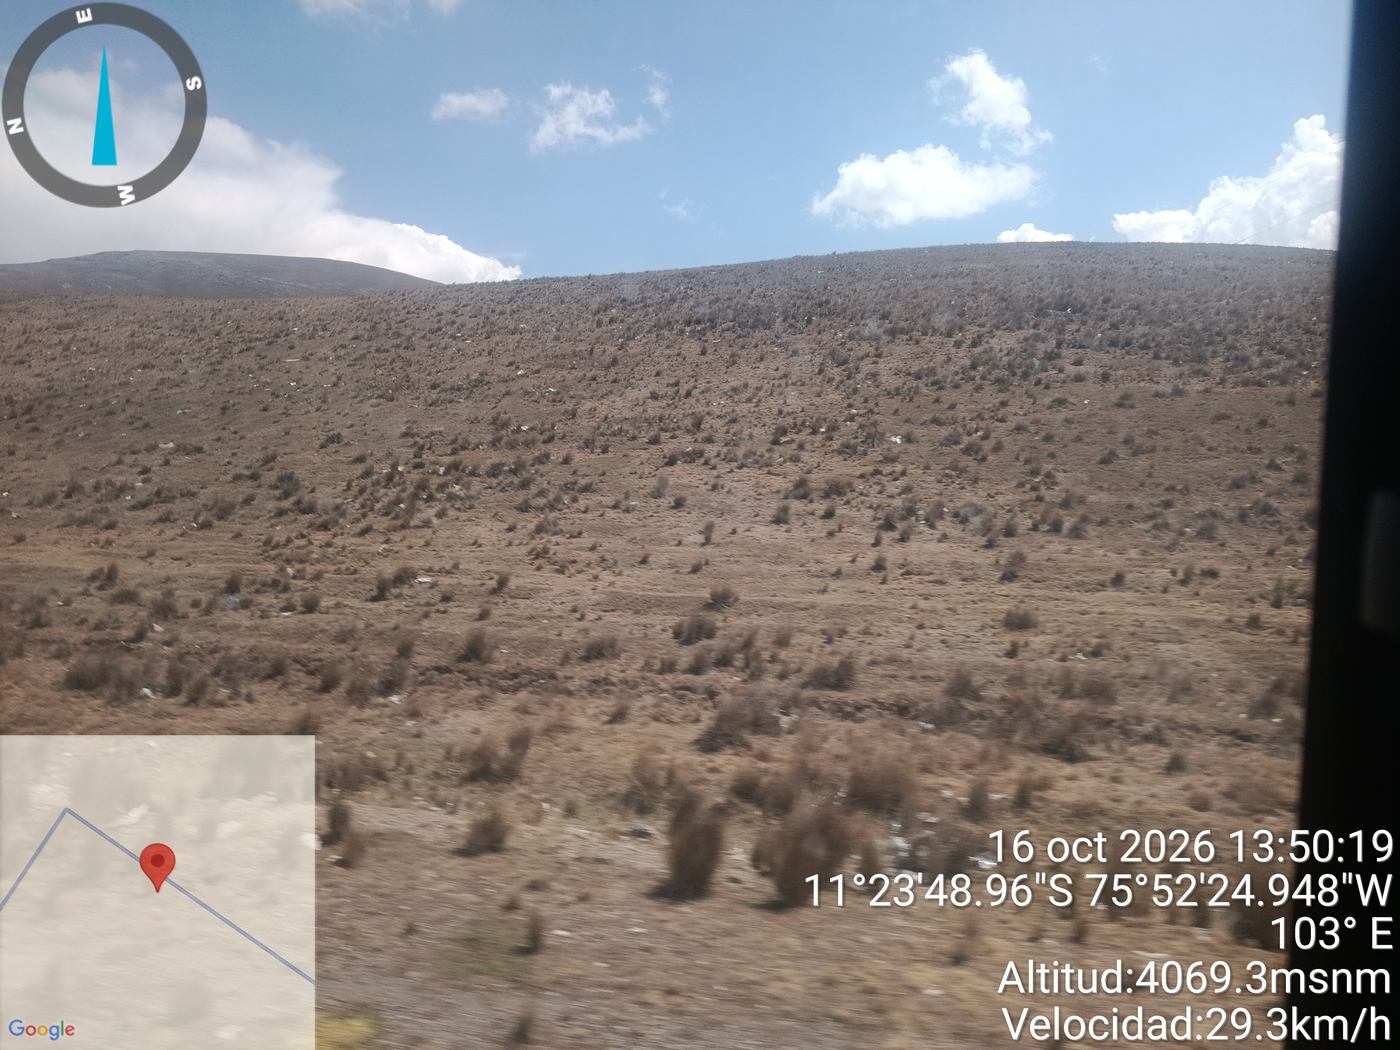 E
S
N
W
16 oct 2026 13:50:19
11°23'48.96"S 75°52'24.948"W
103° E
Altitud:4069.3msnm
Velocidad:29.3km/h
Google